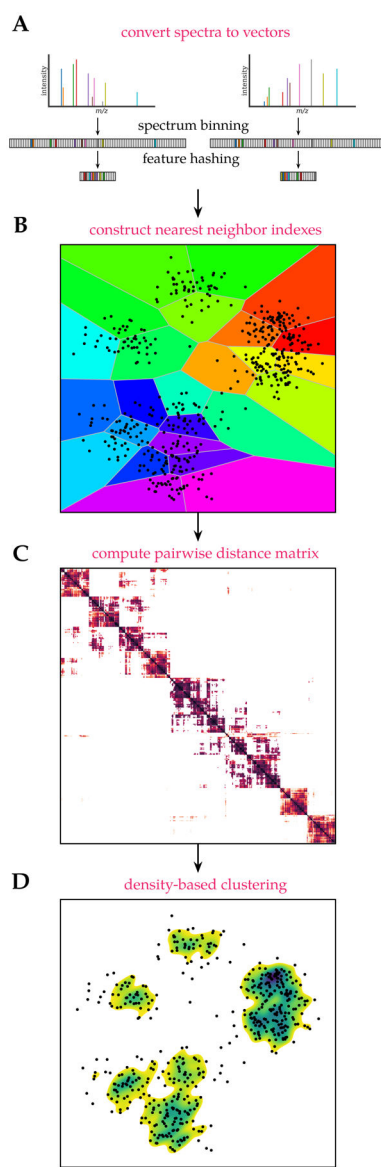 A
convert spectra to vectors
intensity
m/z
intensity
m/z
spectrum binning
feature hashing
B
construct nearest neighbor indexes
C
compute pairwise distance matrix
D
density-based clustering